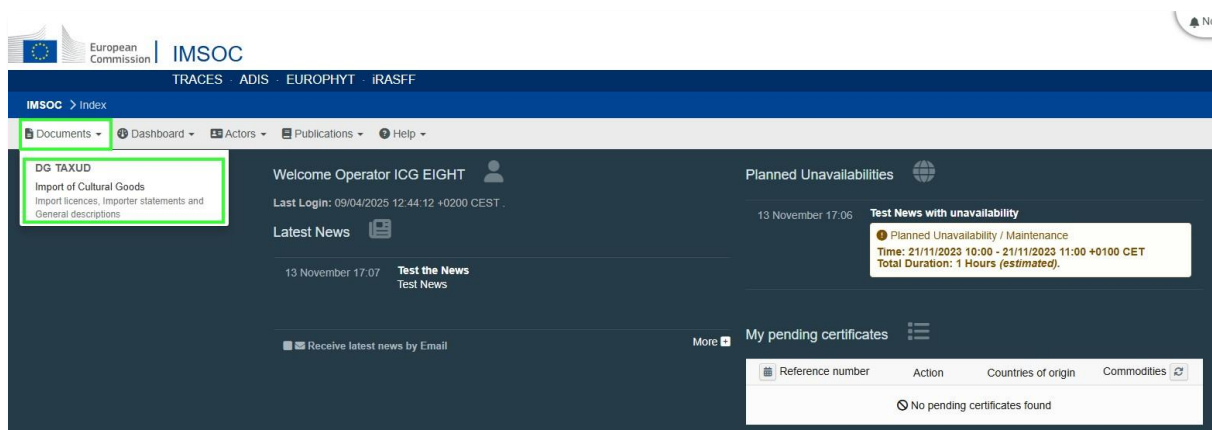 No
European
Commission
IMSOC
TRACES · ADIS · EUROPHYT · iRASFF
IMSOC > Index
Documents Dashboard Actors Publications Help
DG TAXUD
Import of Cultural Goods
Import licences, Importer statements and
General descriptions
Welcome Operator ICG EIGHT
Last Login: 09/04/2025 12:44:12 +0200 CEST .
Latest News
13 November 17:07 Test the News
Test News
Receive latest news by Email
More
Planned Unavailabilities
13 November 17:06 Test News with unavailability
Planned Unavailability / Maintenance
Time: 21/11/2023 10:00 - 21/11/2023 11:00 +0100 CET
Total Duration: 1 Hours (estimated).
My pending certificates
Reference number Action Countries of origin Commodities
No pending certificates found